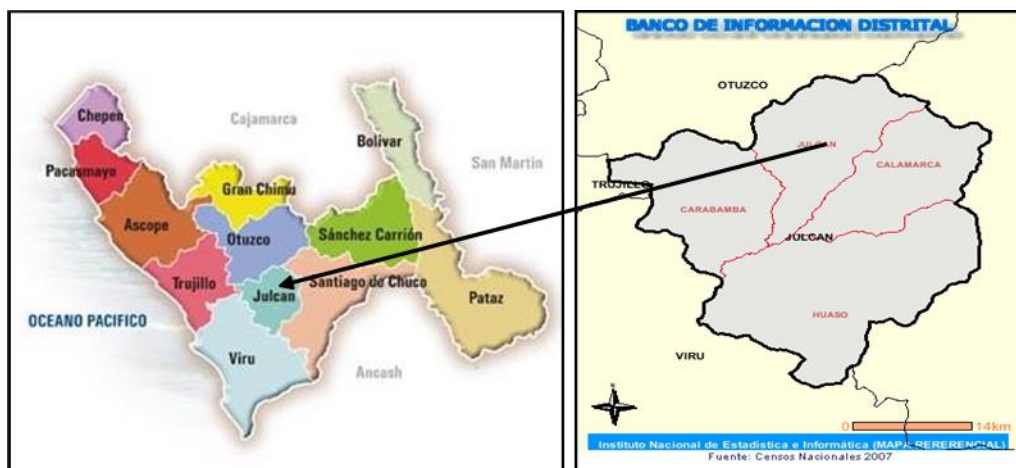 Chepen
Cajamarca
Bolivar
San Martin
Pacasmayo
Gran Chimu
Ascope
Otuzco
Sánchez Carrión
Trujillo
Julcan
Santiago de Chuco
Pataz
OCEANO PACIFICO
Viru
Ancash
BANCO DE INFORMACION DISTRITAL
OTUZCO
JULCAN
CALAMARCA
TRUJILLO
CARABAMBA
JULCAN
HUASO
VIRU
0 14km
Instituto Nacional de Estadística e Informática (MAPA RERERENCIAL)
Fuente: Censos Nacionales 2007